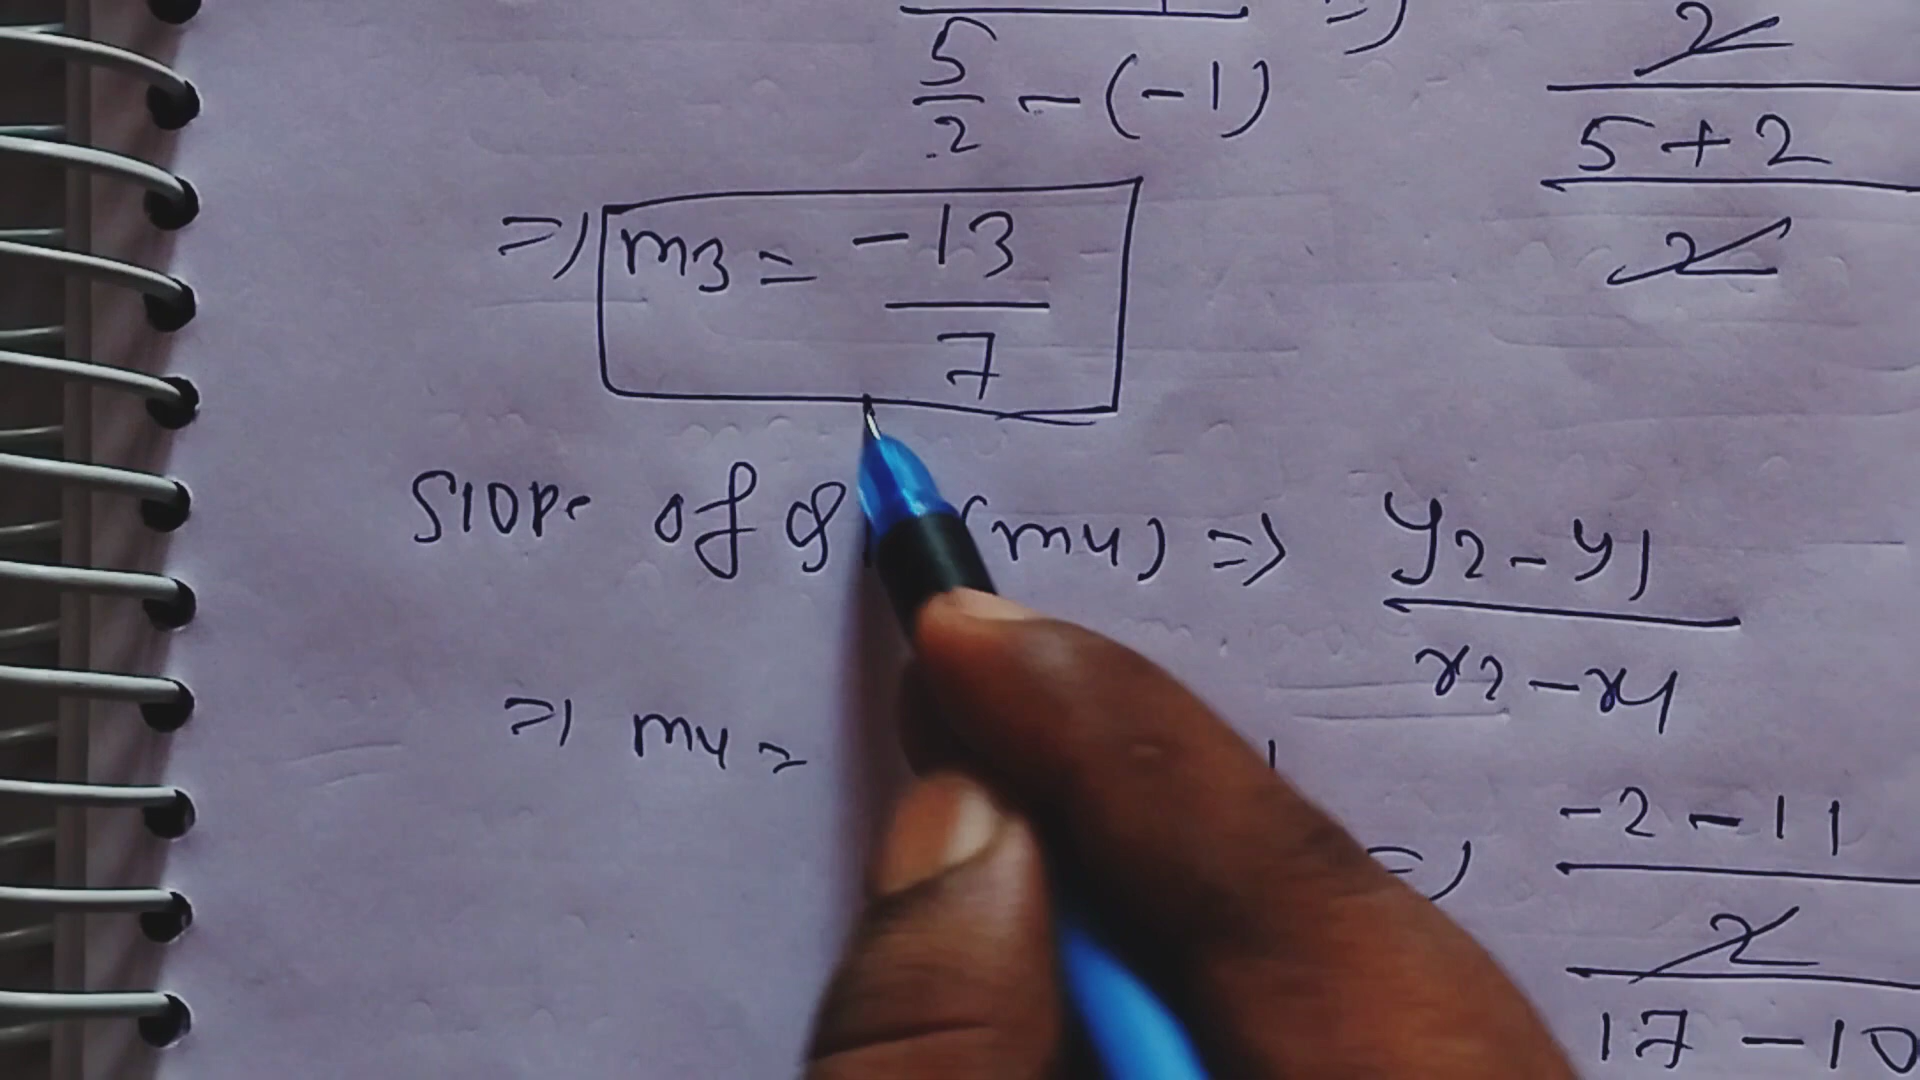 5/2 - (-1) => 2
5 + 2
2
=> m3 = -13/7
Slope of (m4) => y2 - y1
x2 - x1
=> m4 =
=> -2 - 11
2
17 - 10